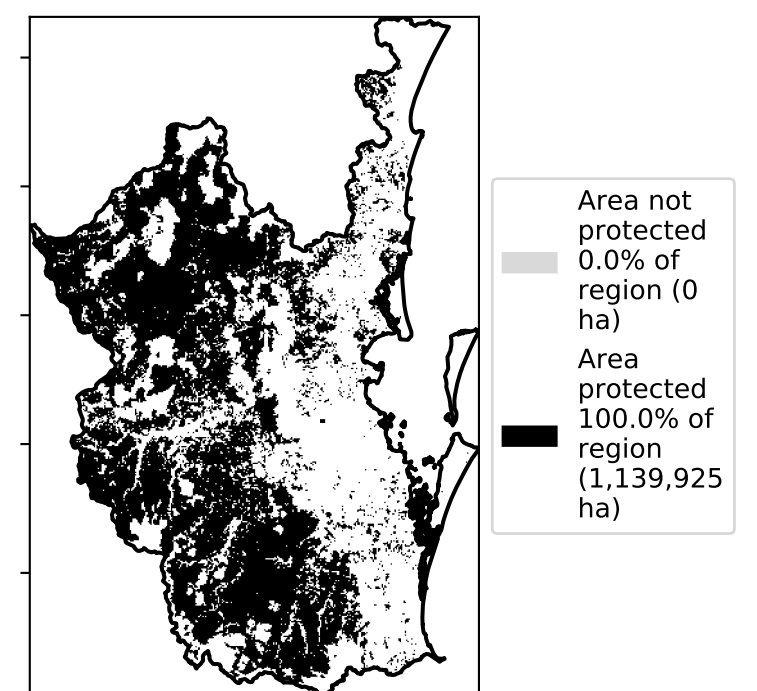 Area not
protected
0.0% of
region (0
ha)
Area
protected
100.0% of
region
(1,139,925
ha)